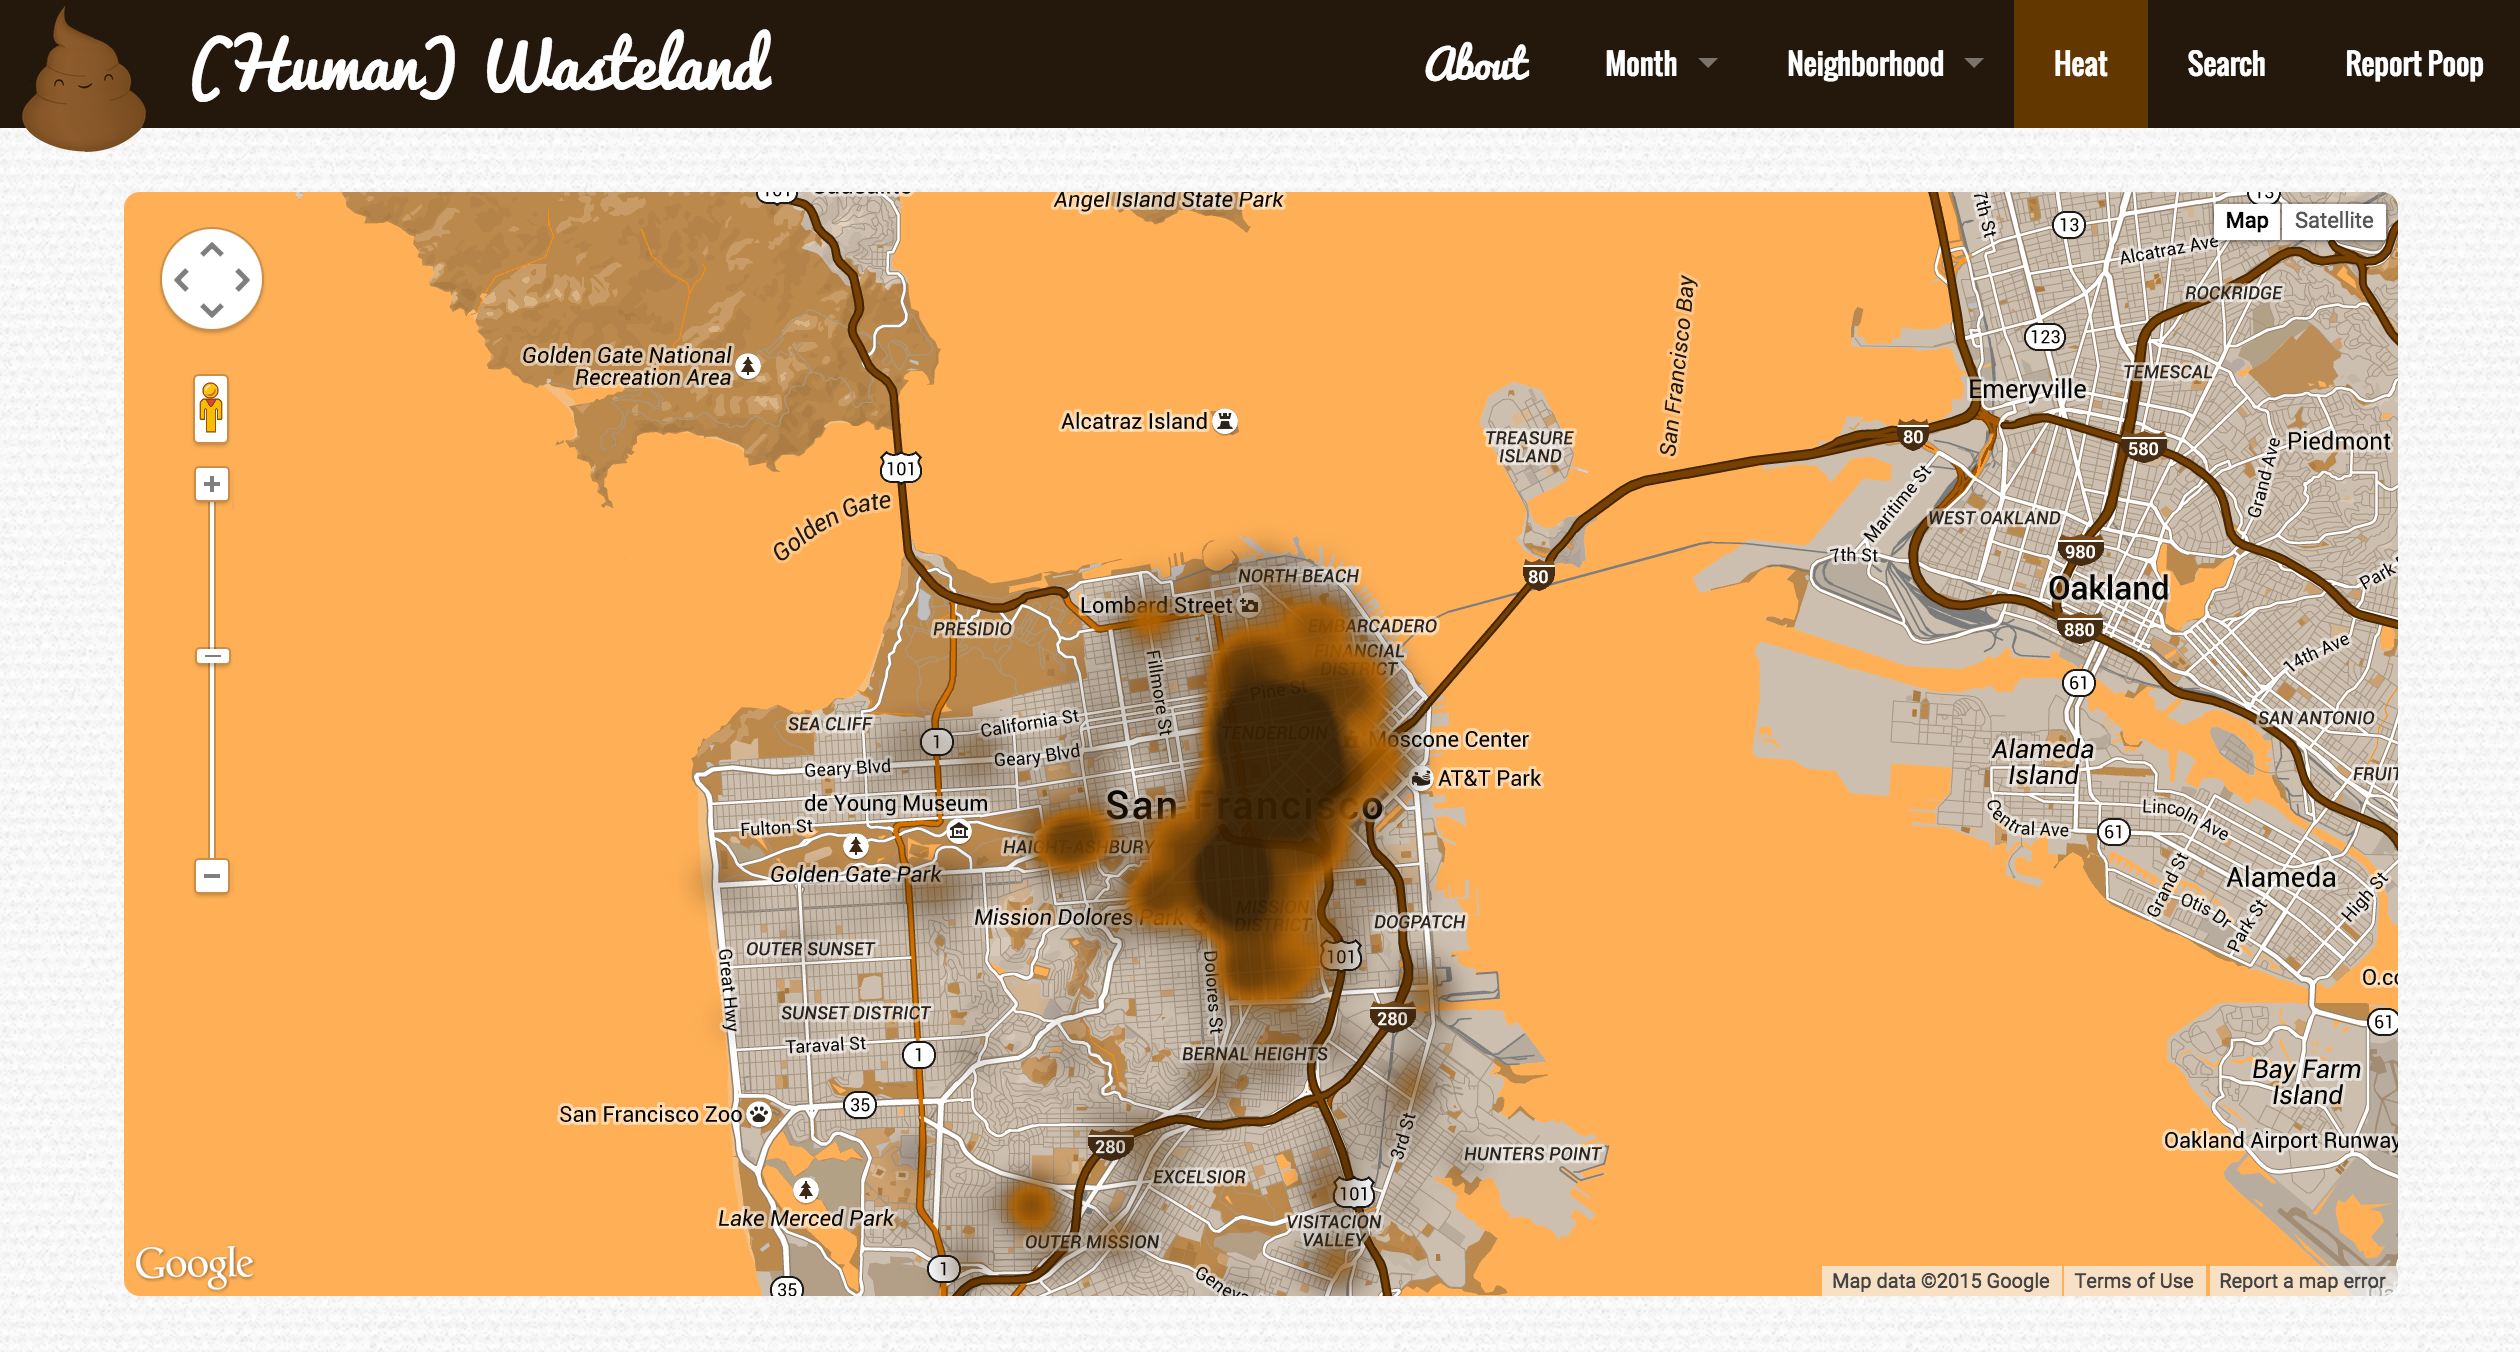 (Human) Wasteland
About
Month
Neighborhood
Heat
Search
Report Poop
Angel Island State Park
13
Map
Satellite
Alcatraz Ave
7th St
ROCKRIDGE
San Francisco Bay
123
Golden Gate National
Recreation Area
TEMESCAL
Emeryville
Alcatraz Island
TREASURE
ISLAND
80
580
Piedmont
101
Grand Ave
Maritime St
Golden Gate
WEST OAKLAND
7th St
980
NORTH BEACH
80
Park
Oakland
Lombard Street
PRESIDIO
EMBARCADERO
880
FINANCIAL
DISTRICT
14th Ave
Fillmore St
61
Pine St
SEA CLIFF
California St
SAN ANTONIO
1
TENDERLOIN
Moscone Center
Geary Blvd
Geary Blvd
Alameda
Island
AT&T Park
FRUIT
de Young Museum
San Francisco
Lincoln Ave
Fulton St
Central Ave
61
HAIGHT-ASHBURY
Golden Gate Park
Grand St
Alameda
High St
Mission Dolores Park
MISSION
DISTRICT
DOGPATCH
Otis Dr
Park St
OUTER SUNSET
101
Great Hwy
Dolores St
O.co
SUNSET DISTRICT
280
61
Taraval St
1
BERNAL HEIGHTS
Bay Farm
Island
San Francisco Zoo
35
280
3rd St
HUNTERS POINT
Oakland Airport Runway
EXCELSIOR
101
Lake Merced Park
VISITACION
VALLEY
OUTER MISSION
Google
1
35
Geneva
Map data ©2015 Google
Terms of Use
Report a map error